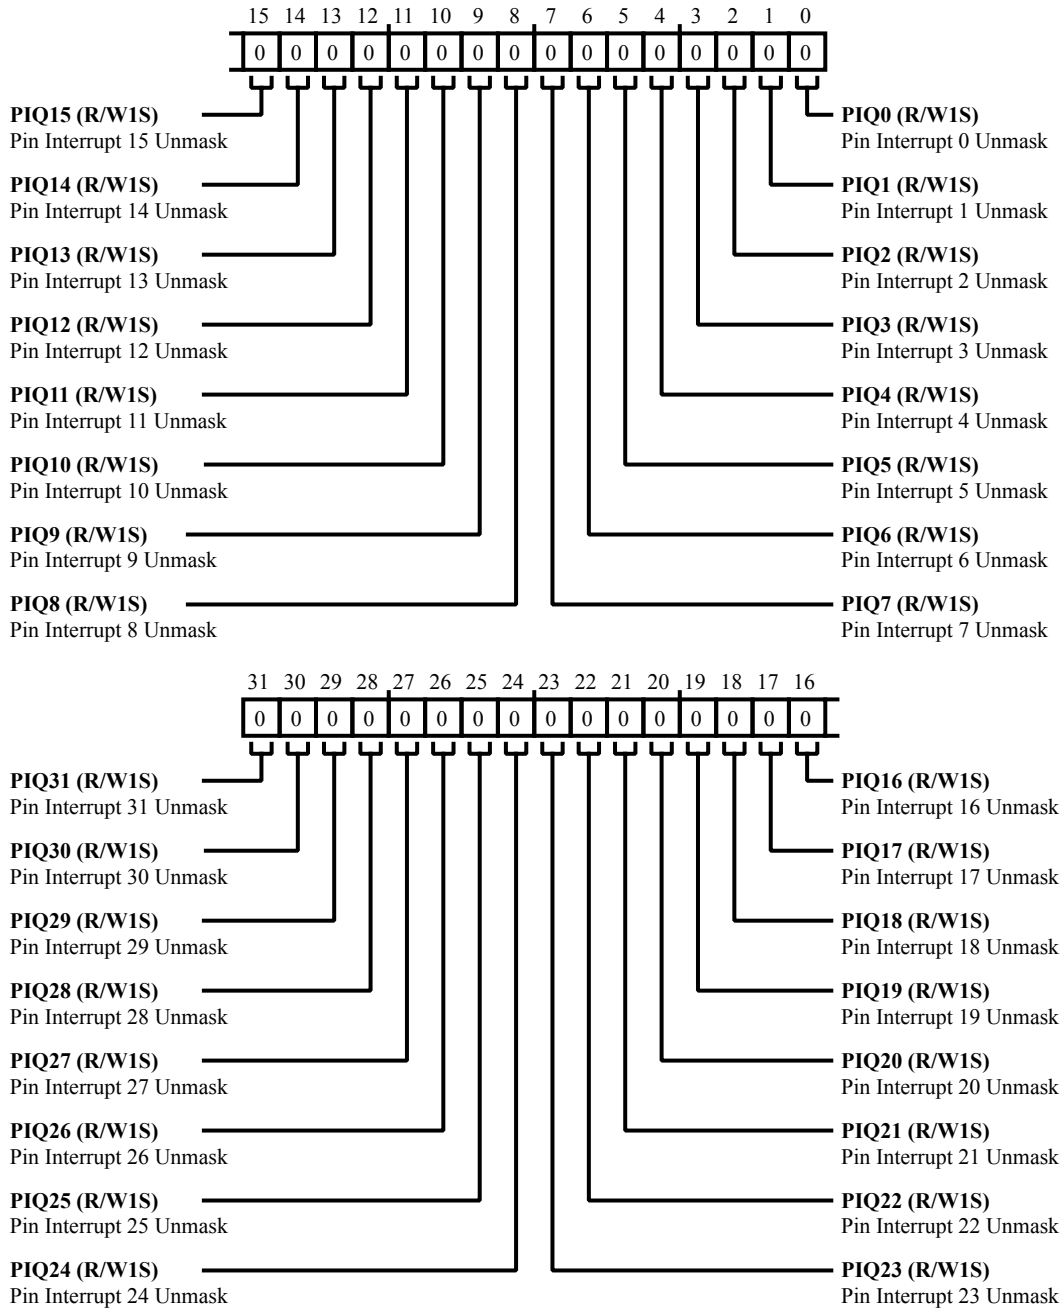 15 14 13 12 11 10 9 8 7 6 5 4 3 2 1 0
0 0 0 0 0 0 0 0 0 0 0 0 0 0 0 0
PIQ15 (R/W1S)
Pin Interrupt 15 Unmask
PIQ14 (R/W1S)
Pin Interrupt 14 Unmask
PIQ13 (R/W1S)
Pin Interrupt 13 Unmask
PIQ12 (R/W1S)
Pin Interrupt 12 Unmask
PIQ11 (R/W1S)
Pin Interrupt 11 Unmask
PIQ10 (R/W1S)
Pin Interrupt 10 Unmask
PIQ9 (R/W1S)
Pin Interrupt 9 Unmask
PIQ8 (R/W1S)
Pin Interrupt 8 Unmask
PIQ0 (R/W1S)
Pin Interrupt 0 Unmask
PIQ1 (R/W1S)
Pin Interrupt 1 Unmask
PIQ2 (R/W1S)
Pin Interrupt 2 Unmask
PIQ3 (R/W1S)
Pin Interrupt 3 Unmask
PIQ4 (R/W1S)
Pin Interrupt 4 Unmask
PIQ5 (R/W1S)
Pin Interrupt 5 Unmask
PIQ6 (R/W1S)
Pin Interrupt 6 Unmask
PIQ7 (R/W1S)
Pin Interrupt 7 Unmask
31 30 29 28 27 26 25 24 23 22 21 20 19 18 17 16
0 0 0 0 0 0 0 0 0 0 0 0 0 0 0 0
PIQ31 (R/W1S)
Pin Interrupt 31 Unmask
PIQ30 (R/W1S)
Pin Interrupt 30 Unmask
PIQ29 (R/W1S)
Pin Interrupt 29 Unmask
PIQ28 (R/W1S)
Pin Interrupt 28 Unmask
PIQ27 (R/W1S)
Pin Interrupt 27 Unmask
PIQ26 (R/W1S)
Pin Interrupt 26 Unmask
PIQ25 (R/W1S)
Pin Interrupt 25 Unmask
PIQ24 (R/W1S)
Pin Interrupt 24 Unmask
PIQ16 (R/W1S)
Pin Interrupt 16 Unmask
PIQ17 (R/W1S)
Pin Interrupt 17 Unmask
PIQ18 (R/W1S)
Pin Interrupt 18 Unmask
PIQ19 (R/W1S)
Pin Interrupt 19 Unmask
PIQ20 (R/W1S)
Pin Interrupt 20 Unmask
PIQ21 (R/W1S)
Pin Interrupt 21 Unmask
PIQ22 (R/W1S)
Pin Interrupt 22 Unmask
PIQ23 (R/W1S)
Pin Interrupt 23 Unmask